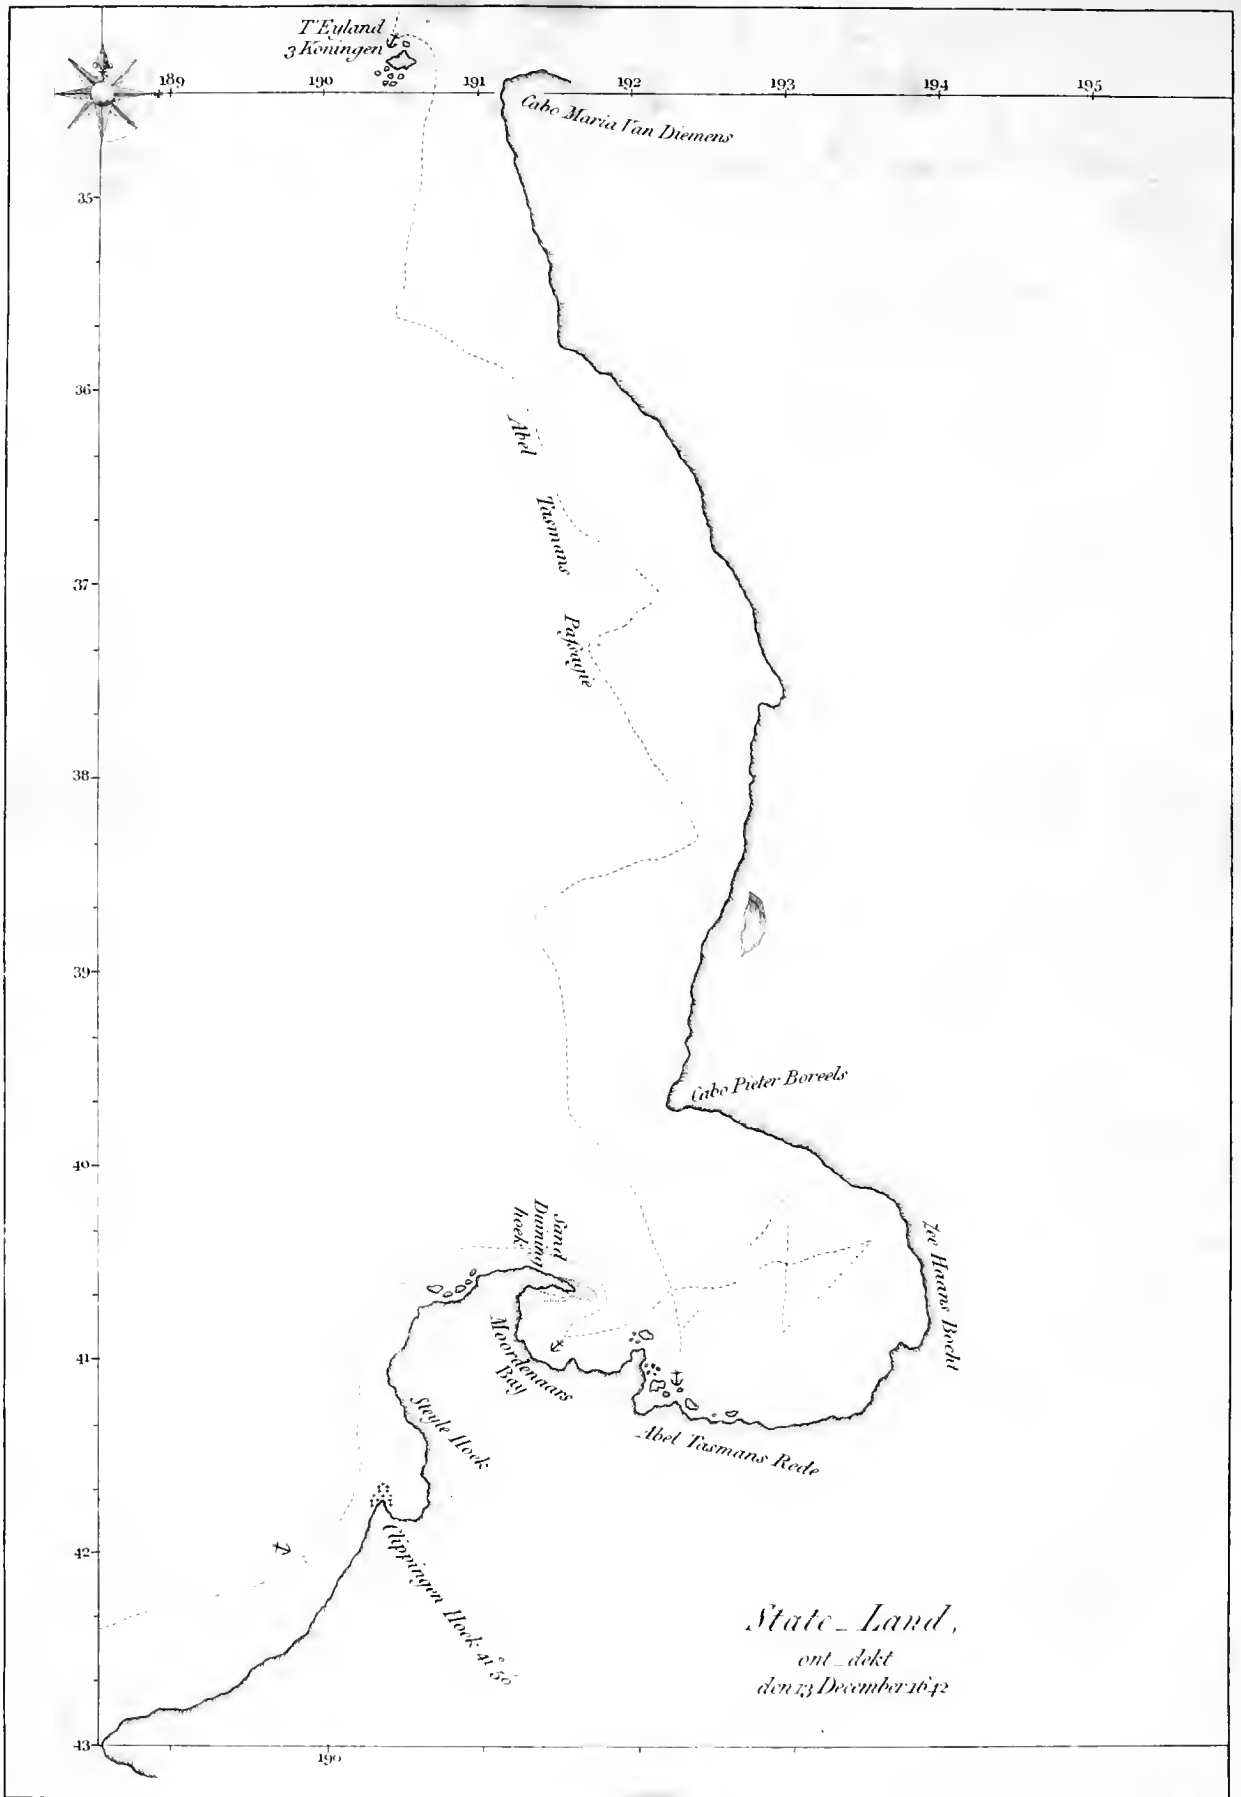 T'Eyland
3 Koningen
189 190 191 192 193 194 195
Cabo Maria Van Diemens
35
36
Abel
Tasmans
Passagie
37
38
39
Cabo Pieter Boreels
40
Sand
Duining
hoek
Zee Haans Bocht
41
Moordenaars
Bay
Steyle Hoek
Abel Tasmans Rede
42
Clippingen Hoek 41°50
State_Land,
ont_dekt
den 13 December 1642
43
190